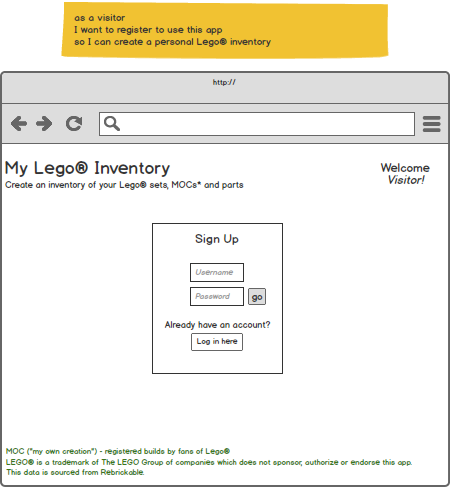 as a visitor
I want to register to use this app
so I can create a personal Lego® inventory
http://
My Lego® Inventory
Create an inventory of your Lego® sets, MOCs* and parts
Welcome
Visitor!
Sign Up
Username
Password
go
Already have an account?
Log in here
MOC ("my own creation") - registered builds by fans of Lego®
LEGO® is a trademark of The LEGO Group of companies which does not sponsor, authorize or endorse this app.
This data is sourced from Rebrickable.